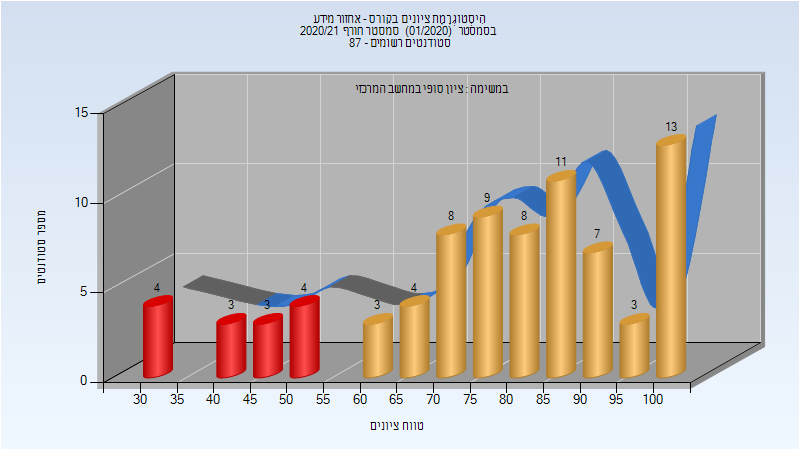 היסטוגרמת ציונים בקורס - אחזור מידע
בסמסטר (01/2020) סמסטר חורף 2020/21
סטודנטים רשומים - 87
במשימה : ציון סופי במחשב המרכזי
מספר סטודנטים
15
10
5
0
4
3
3
4
3
4
8
9
8
11
7
3
13
30 35 40 45 50 55 60 65 70 75 80 85 90 95 100
טווח ציונים